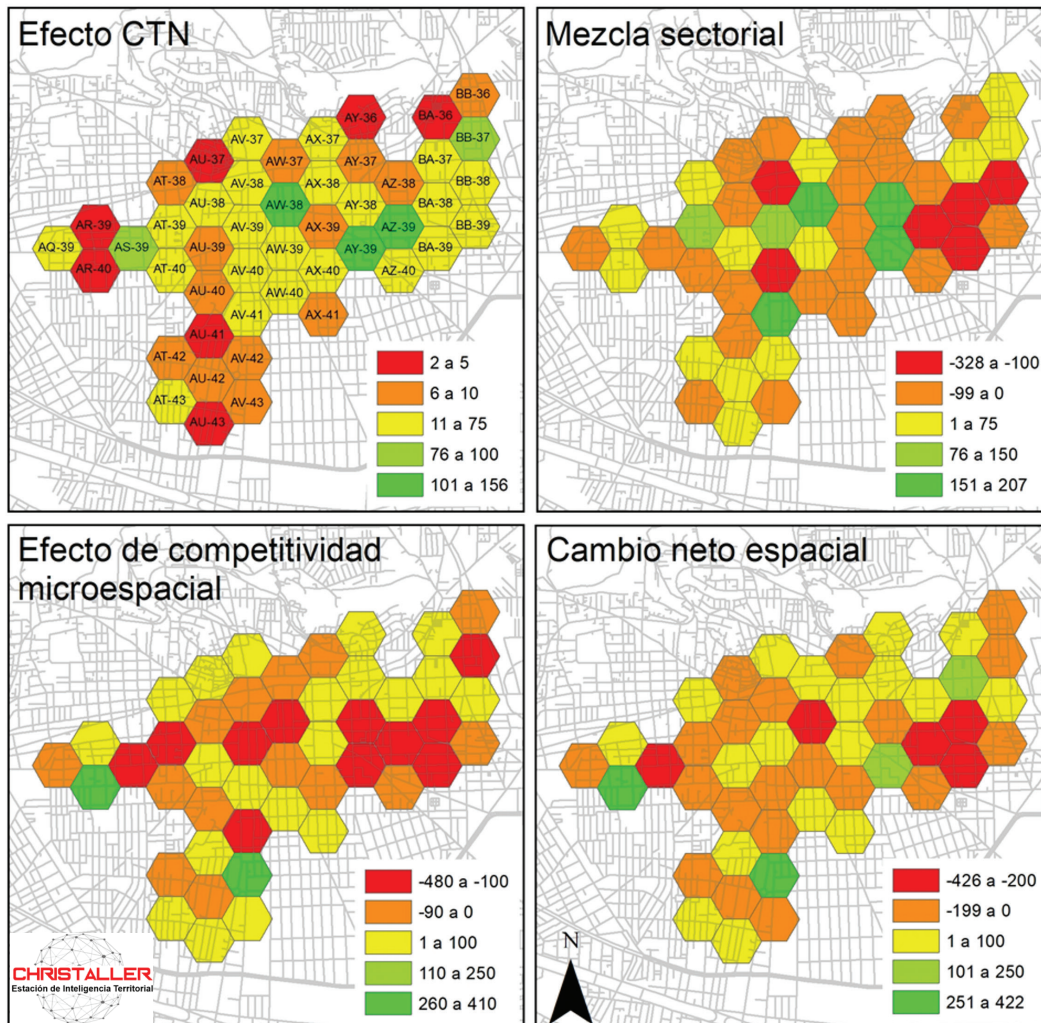 Efecto CTN
BB-36
AY-36
BA-36
BB-37
AV-37
AX-37
AU-37
AW-37
AY-37
BA-37
AT-38
AV-38
AX-38
AZ-38
BB-38
AU-38
AW-38
AY-38
BA-38
AR-39
AT-39
AV-39
AX-39
AZ-39
BB-39
AQ-39
AS-39
AU-39
AW-39
AY-39
BA-39
AR-40
AT-40
AV-40
AX-40
AZ-40
AU-40
AW-40
AV-41
AX-41
AU-41
AT-42
AV-42
AU-42
AT-43
AV-43
AU-43
2 a 5
6 a 10
11 a 75
76 a 100
101 a 156
Mezcla sectorial
-328 a -100
-99 a 0
1 a 75
76 a 150
151 a 207
Efecto de competitividad
microespacial
-480 a -100
-90 a 0
1 a 100
110 a 250
260 a 410
CHRISTALLER
Estación de Inteligencia Territorial
Cambio neto espacial
-426 a -200
-199 a 0
1 a 100
101 a 250
251 a 422
N